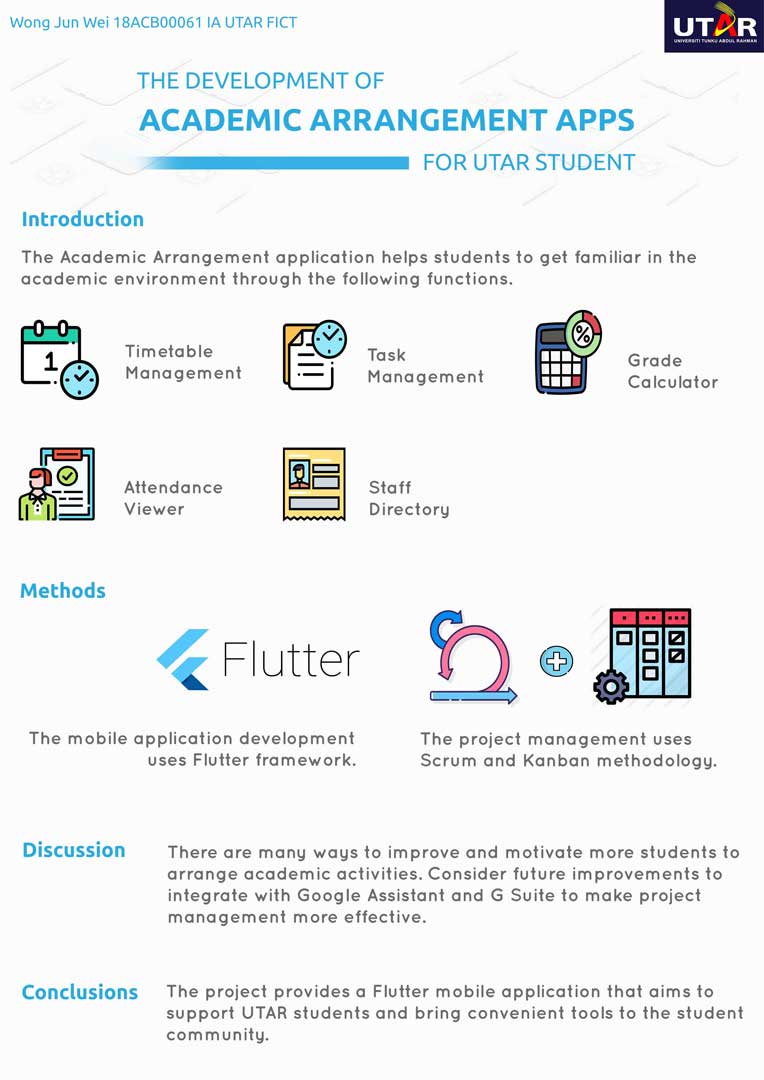 Wong Jun Wei 18ACB00061 IA UTAR FICT
UTAR
UNIVERSITI TUNKU ABDUL RAHMAN
THE DEVELOPMENT OF
ACADEMIC ARRANGEMENT APPS
FOR UTAR STUDENT
Introduction
The Academic Arrangement application helps students to get familiar in the
academic environment through the following functions.
1
Timetable
Management
Task
Management
%
Grade
Calculator
Attendance
Viewer
Staff
Directory
Methods
Flutter
The mobile application development
uses Flutter framework.
The project management uses
Scrum and Kanban methodology.
Discussion
There are many ways to improve and motivate more students to
arrange academic activities. Consider future improvements to
integrate with Google Assistant and G Suite to make project
management more effective.
Conclusions
The project provides a Flutter mobile application that aims to
support UTAR students and bring convenient tools to the student
community.